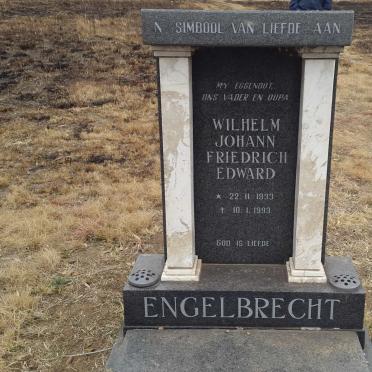 'N SIMBOOL VAN LIEFDE AAN
MY EGGENOOT,
ONS VADER EN OUPA
WILHELM
JOHANN
FRIEDRICH
EDWARD
* 22.11.1933
† 10.1.1993
GOD IS LIEFDE
ENGELBRECHT